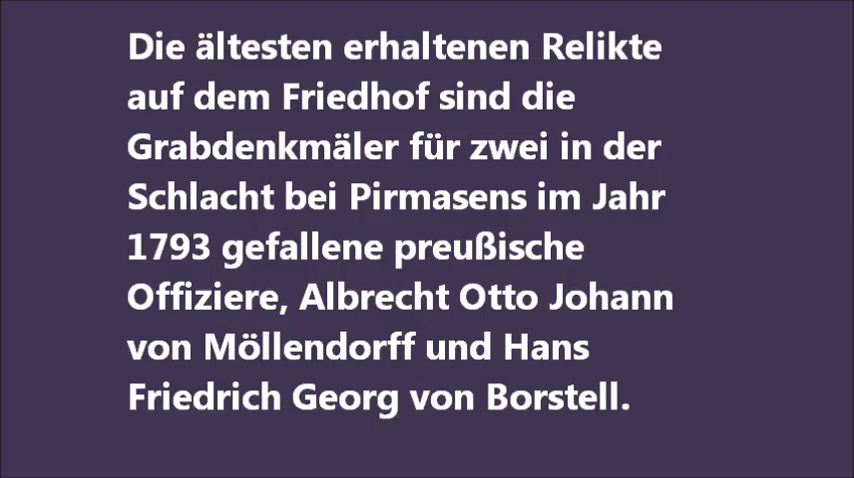 Die ältesten erhaltenen Relikte
auf dem Friedhof sind die
Grabdenkmäler für zwei in der
Schlacht bei Pirmasens im Jahr
1793 gefallene preußische
Offiziere, Albrecht Otto Johann
von Möllendorff und Hans
Friedrich Georg von Borstell.